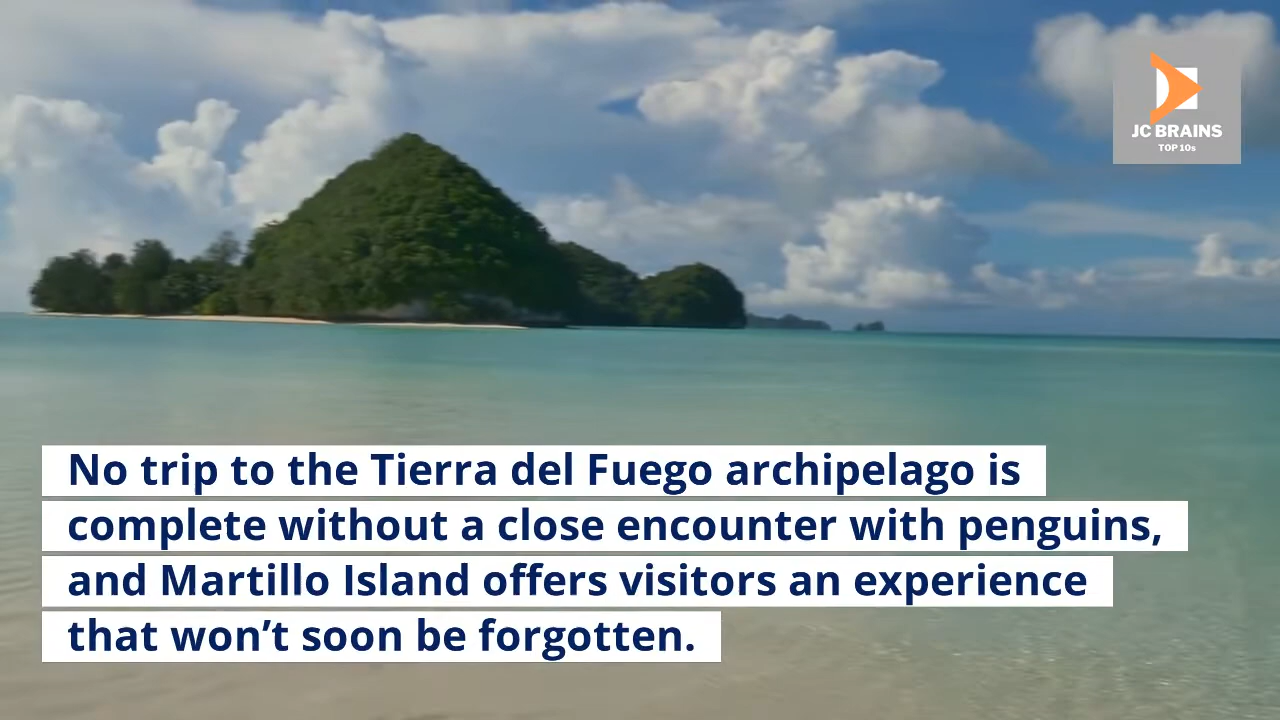 JC BRAINS
TOP 10s
No trip to the Tierra del Fuego archipelago is
complete without a close encounter with penguins,
and Martillo Island offers visitors an experience
that won’t soon be forgotten.